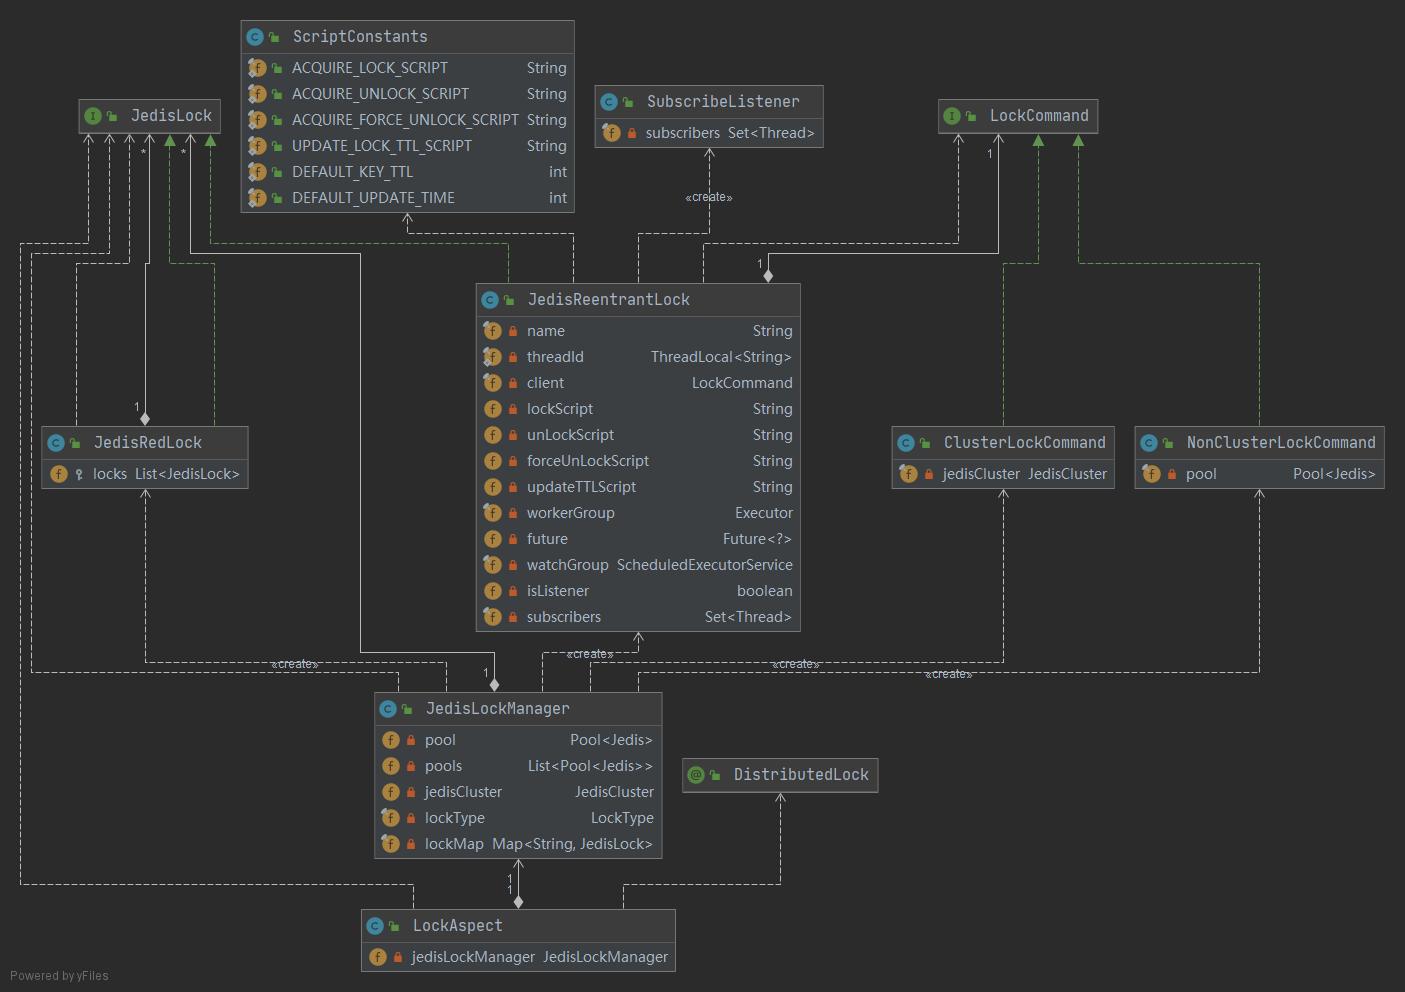 ScriptConstants
ACQUIRE_LOCK_SCRIPT String
ACQUIRE_UNLOCK_SCRIPT String
ACQUIRE_FORCE_UNLOCK_SCRIPT String
UPDATE_LOCK_TTL_SCRIPT String
DEFAULT_KEY_TTL int
DEFAULT_UPDATE_TIME int
JedisLock
SubscribeListener
subscribers Set<Thread>
LockCommand
*
*
1
«create»
1
JedisReentrantLock
name String
threadId ThreadLocal<String>
client LockCommand
lockScript String
unLockScript String
forceUnLockScript String
updateTTLScript String
workerGroup Executor
future Future<?>
watchGroup ScheduledExecutorService
isListener boolean
subscribers Set<Thread>
1
JedisRedLock
locks List<JedisLock>
ClusterLockCommand
jedisCluster JedisCluster
NonClusterLockCommand
pool Pool<Jedis>
«create»
«create»
«create»
«create»
1
JedisLockManager
pool Pool<Jedis>
pools List<Pool<Jedis>>
jedisCluster JedisCluster
lockType LockType
lockMap Map<String, JedisLock>
DistributedLock
1
1
LockAspect
jedisLockManager JedisLockManager
Powered by yFiles